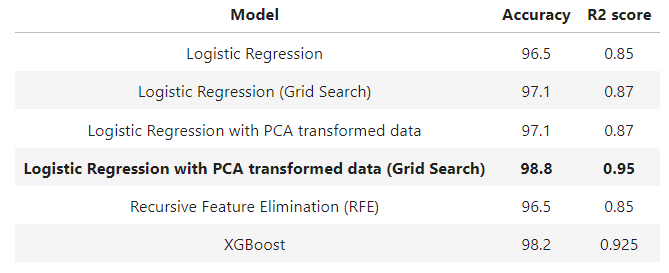 Model Accuracy R2 score
Logistic Regression 96.5 0.85
Logistic Regression (Grid Search) 97.1 0.87
Logistic Regression with PCA transformed data 97.1 0.87
Logistic Regression with PCA transformed data (Grid Search) 98.8 0.95
Recursive Feature Elimination (RFE) 96.5 0.85
XGBoost 98.2 0.925